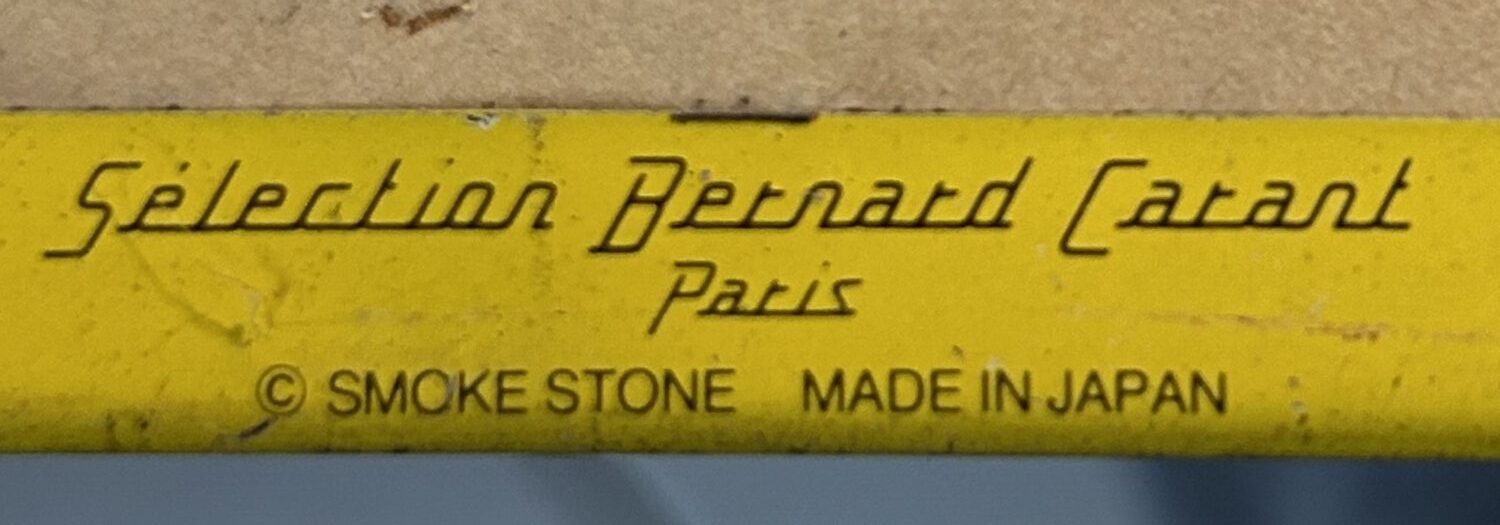 Sélection Bernard Carant
Paris
© SMOKE STONE MADE IN JAPAN